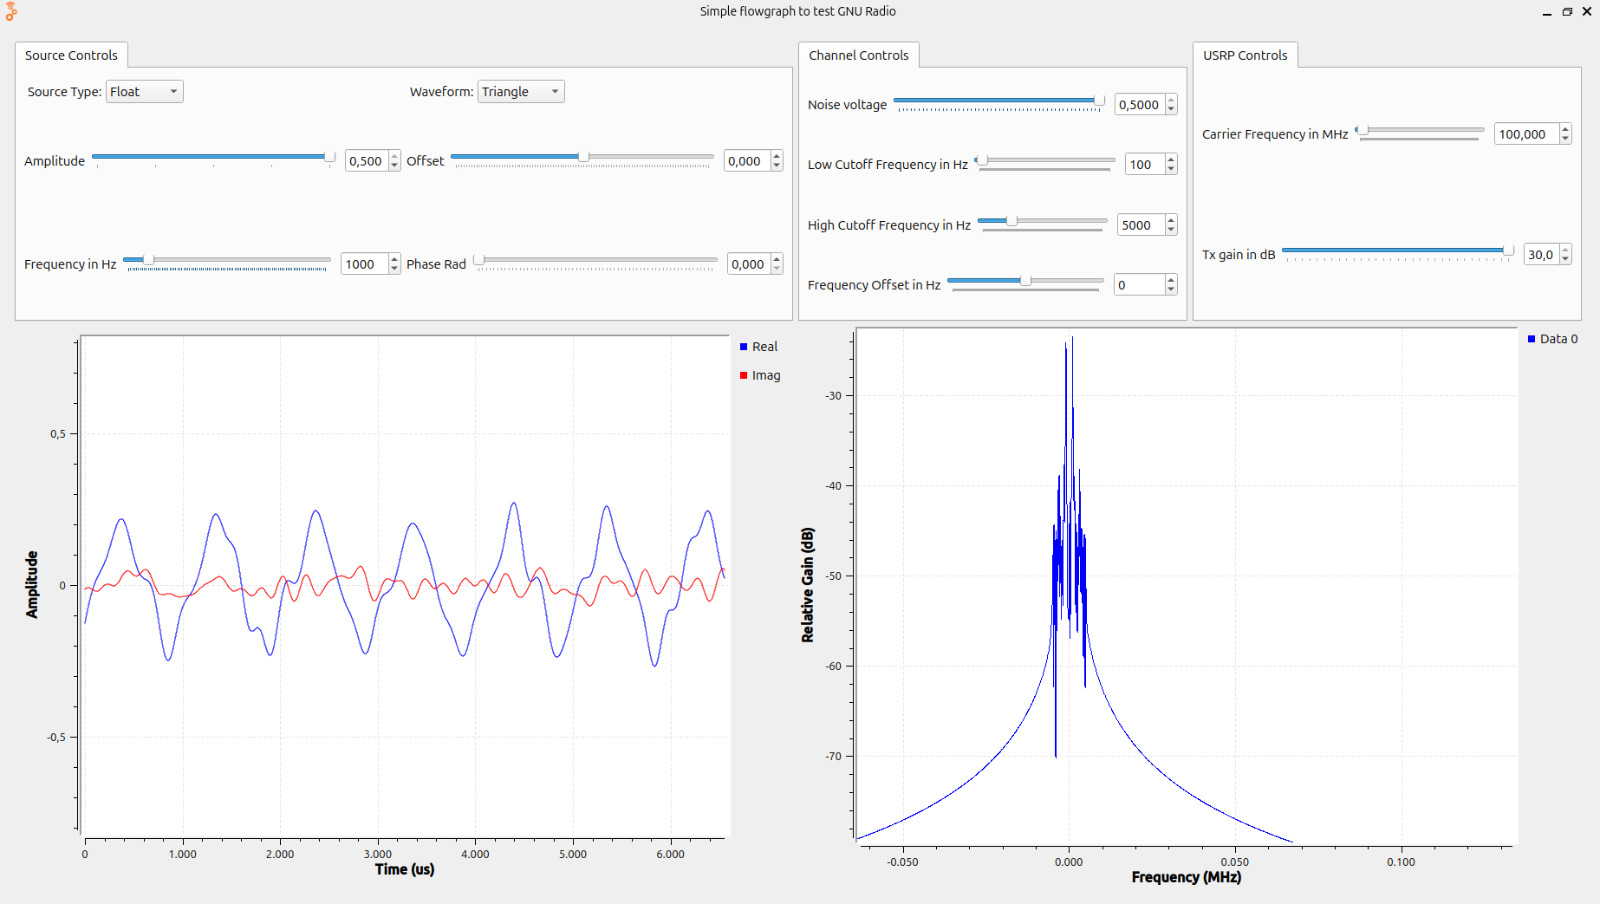 Simple flowgraph to test GNU Radio
Source Controls
Source Type: Float
Waveform: Triangle
Amplitude 0,500
Offset 0,000
Frequency in Hz 1000
Phase Rad 0,000
Channel Controls
Noise voltage 0,5000
Low Cutoff Frequency in Hz 100
High Cutoff Frequency in Hz 5000
Frequency Offset in Hz 0
USRP Controls
Carrier Frequency in MHz 100,000
Tx gain in dB 30,0
Real
Imag
Amplitude
0,5
0
-0,5
0 1.000 2.000 3.000 4.000 5.000 6.000
Time (us)
Data 0
Relative Gain (dB)
-30
-40
-50
-60
-70
-0.050 0.000 0.050 0.100
Frequency (MHz)